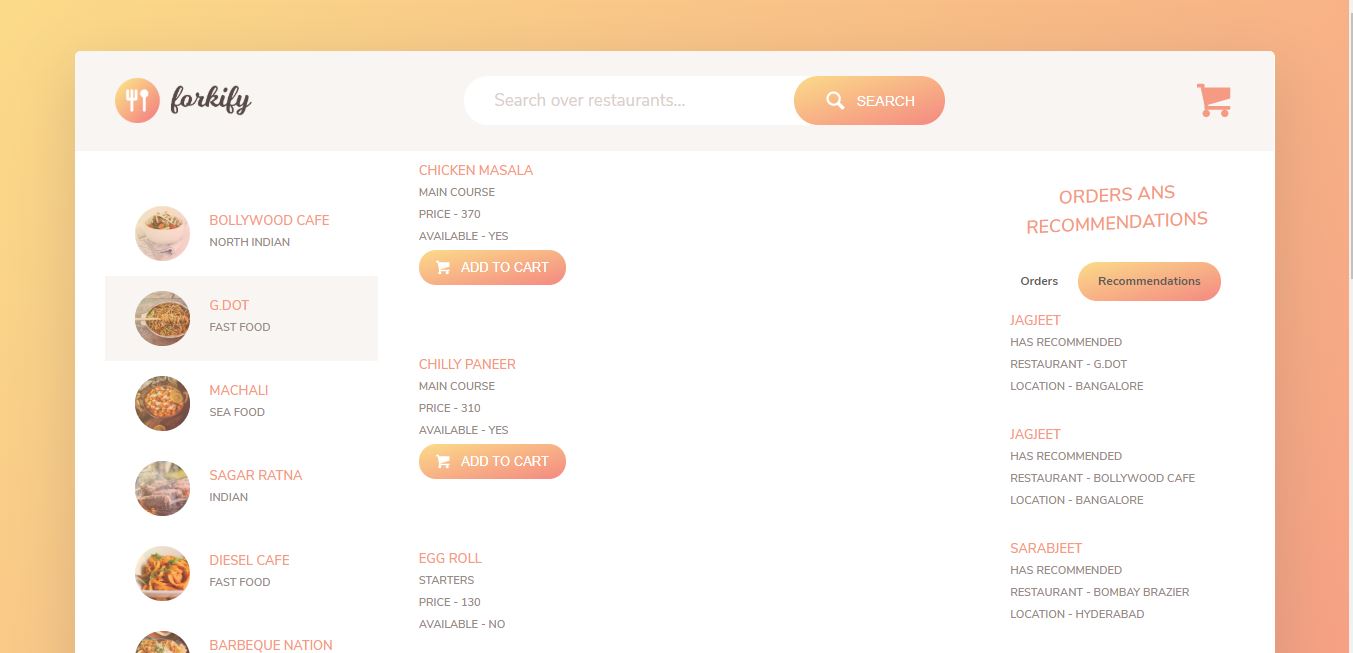 forkify
Search over restaurants...
SEARCH
BOLLYWOOD CAFE
NORTH INDIAN
G.DOT
FAST FOOD
MACHALI
SEA FOOD
SAGAR RATNA
INDIAN
DIESEL CAFE
FAST FOOD
BARBEQUE NATION
CHICKEN MASALA
MAIN COURSE
PRICE - 370
AVAILABLE - YES
ADD TO CART
CHILLY PANEER
MAIN COURSE
PRICE - 310
AVAILABLE - YES
ADD TO CART
EGG ROLL
STARTERS
PRICE - 130
AVAILABLE - NO
ORDERS ANS
RECOMMENDATIONS
Orders
Recommendations
JAGJEET
HAS RECOMMENDED
RESTAURANT - G.DOT
LOCATION - BANGALORE
JAGJEET
HAS RECOMMENDED
RESTAURANT - BOLLYWOOD CAFE
LOCATION - BANGALORE
SARABJEET
HAS RECOMMENDED
RESTAURANT - BOMBAY BRAZIER
LOCATION - HYDERABAD